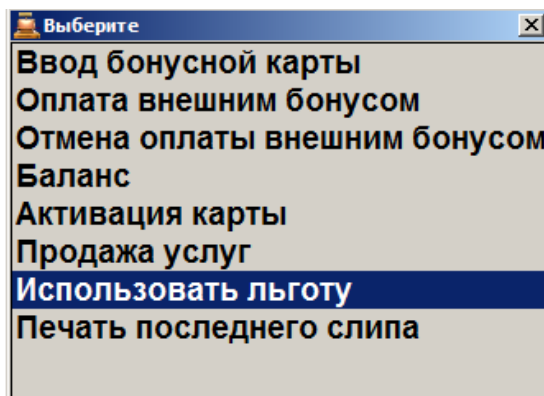 Выберите
Ввод бонусной карты
Оплата внешним бонусом
Отмена оплаты внешним бонусом
Баланс
Активация карты
Продажа услуг
Использовать льготу
Печать последнего слипа